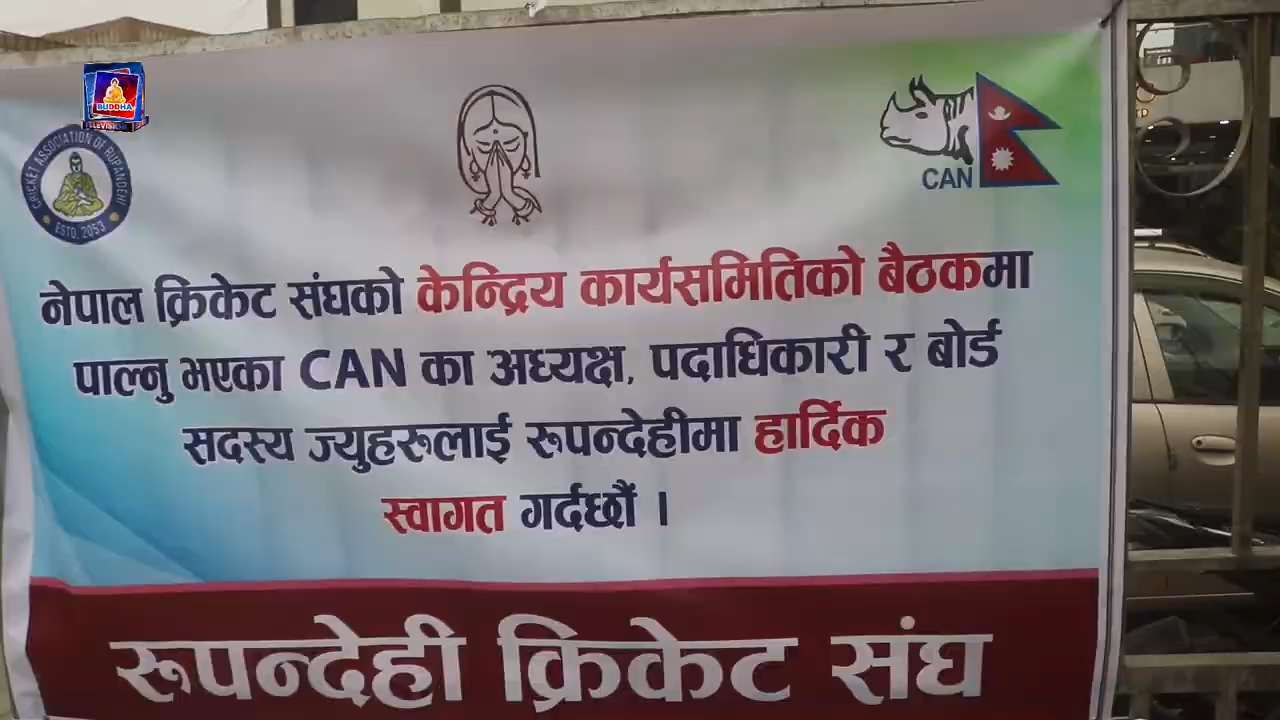 BUDDHA
TELEVISION
CRICKET ASSOCIATION OF RUPANDEHI
ESTD. 2053
CAN
नेपाल क्रिकेट संघको केन्द्रिय कार्यसमितिको बैठकमा
पाल्नु भएका CAN का अध्यक्ष, पदाधिकारी र बोर्ड
सदस्य ज्युहरुलाई रुपन्देहीमा हार्दिक
स्वागत गर्दछौं ।
रुपन्देही क्रिकेट संघ